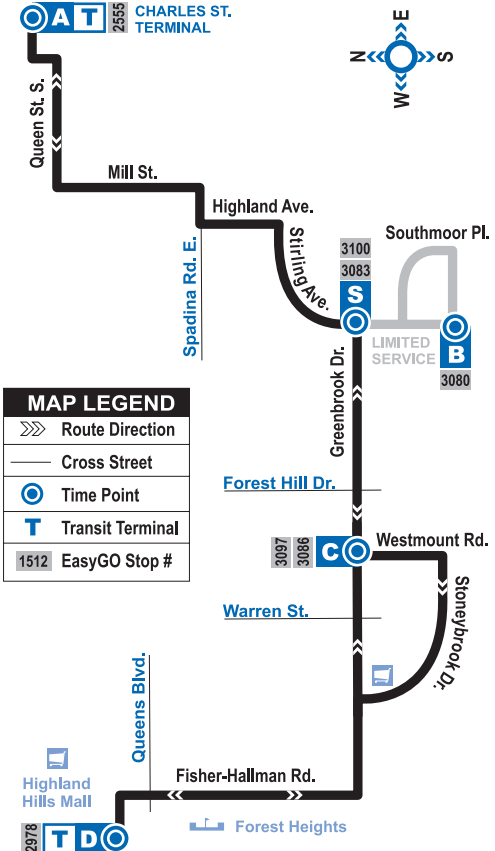 A T
2555
CHARLES ST.
TERMINAL
E
N
S
W
Queen St. S.
Mill St.
Highland Ave.
Stirling Ave.
Spadina Rd. E.
Southmoor Pl.
3100
3083
S
LIMITED
SERVICE
B
3080
Greenbrook Dr.
MAP LEGEND
Route Direction
Cross Street
Time Point
T Transit Terminal
1512 EasyGO Stop #
Forest Hill Dr.
3097
3086
C
Westmount Rd.
Stoneybrook Dr.
Warren St.
Queens Blvd.
Fisher-Hallman Rd.
Highland
Hills Mall
Forest Heights
2978
T D